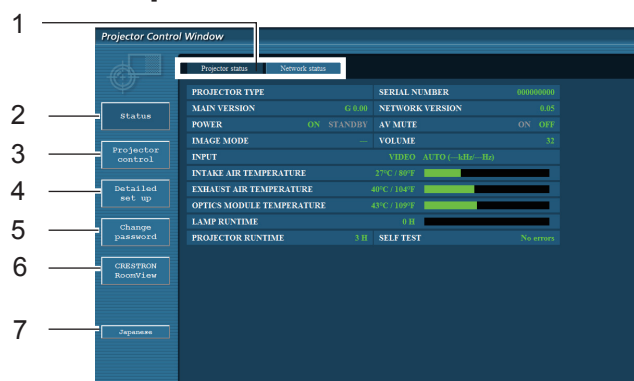 1
Projector Control Window
Projector status Network status
PROJECTOR TYPE SERIAL NUMBER 000000000
MAIN VERSION G 0.00 NETWORK VERSION 0.05
POWER ON STANDBY AV MUTE ON OFF
IMAGE MODE --- VOLUME 32
INPUT VIDEO AUTO (---kHz/---Hz)
INTAKE AIR TEMPERATURE 27°C / 80°F
EXHAUST AIR TEMPERATURE 40°C / 104°F
OPTICS MODULE TEMPERATURE 43°C / 109°F
LAMP RUNTIME 0 H
PROJECTOR RUNTIME 3 H SELF TEST No errors
2 Status
3 Projector
control
4 Detailed
set up
5 Change
password
6 CRESTRON
RoomView
7 Japanese